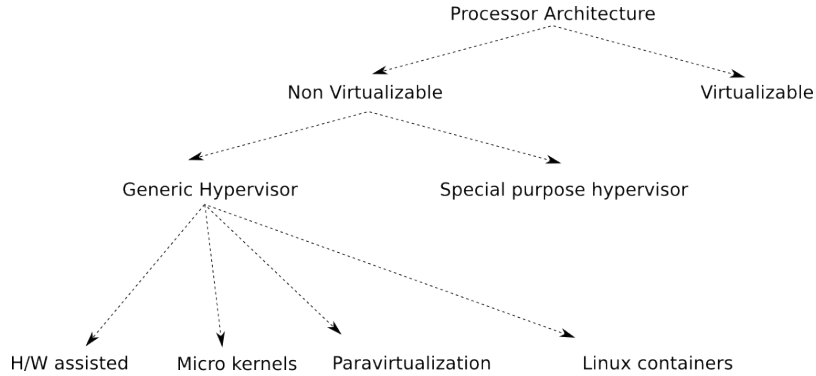 Processor Architecture
Non Virtualizable
Virtualizable
Generic Hypervisor
Special purpose hypervisor
H/W assisted
Micro kernels
Paravirtualization
Linux containers